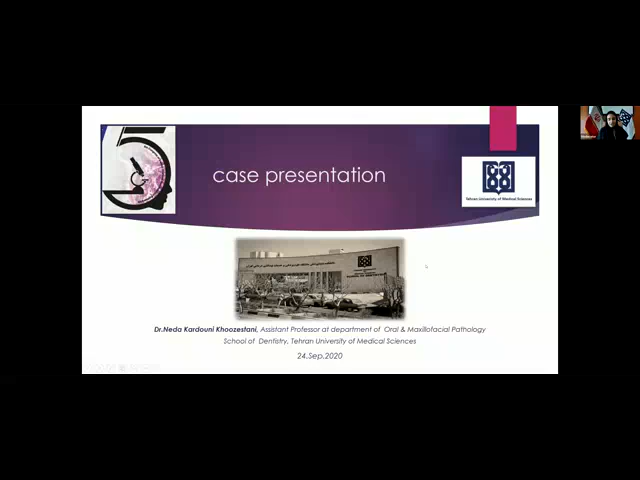 case presentation
Tehran University of Medical Sciences
Dr.Neda Kardouni Khoozestani, Assistant Professor at department of Oral & Maxillofacial Pathology
School of Dentistry, Tehran University of Medical Sciences
24.Sep.2020